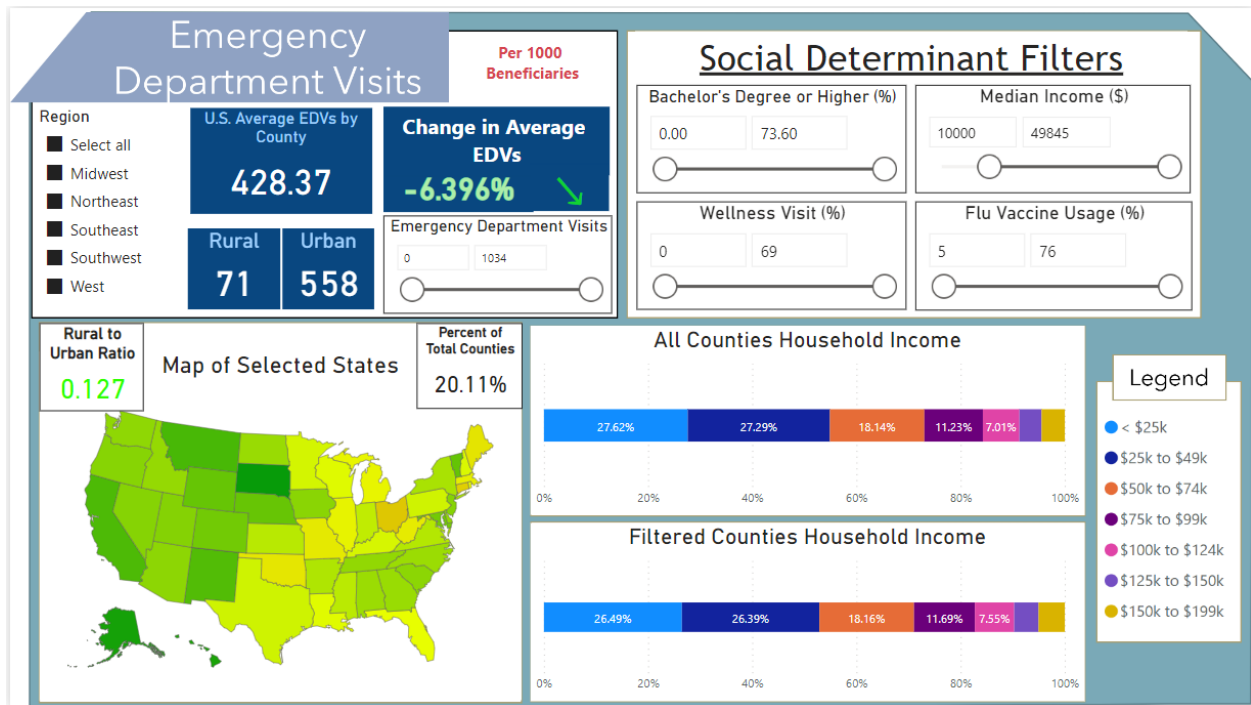 Emergency
Department Visits
Per 1000
Beneficiaries
Region
Select all
Midwest
Northeast
Southeast
Southwest
West
U.S. Average EDVs by
County
428.37
Rural
71
Urban
558
Change in Average
EDVs
-6.396%
Emergency Department Visits
0
1034
Social Determinant Filters
Bachelor's Degree or Higher (%)
0.00
73.60
Median Income ($)
10000
49845
Wellness Visit (%)
0
69
Flu Vaccine Usage (%)
5
76
Rural to
Urban Ratio
0.127
Map of Selected States
Percent of
Total Counties
20.11%
All Counties Household Income
27.62%
27.29%
18.14%
11.23%
7.01%
0%
20%
40%
60%
80%
100%
Filtered Counties Household Income
26.49%
26.39%
18.16%
11.69%
7.55%
0%
20%
40%
60%
80%
100%
Legend
< $25k
$25k to $49k
$50k to $74k
$75k to $99k
$100k to $124k
$125k to $150k
$150k to $199k